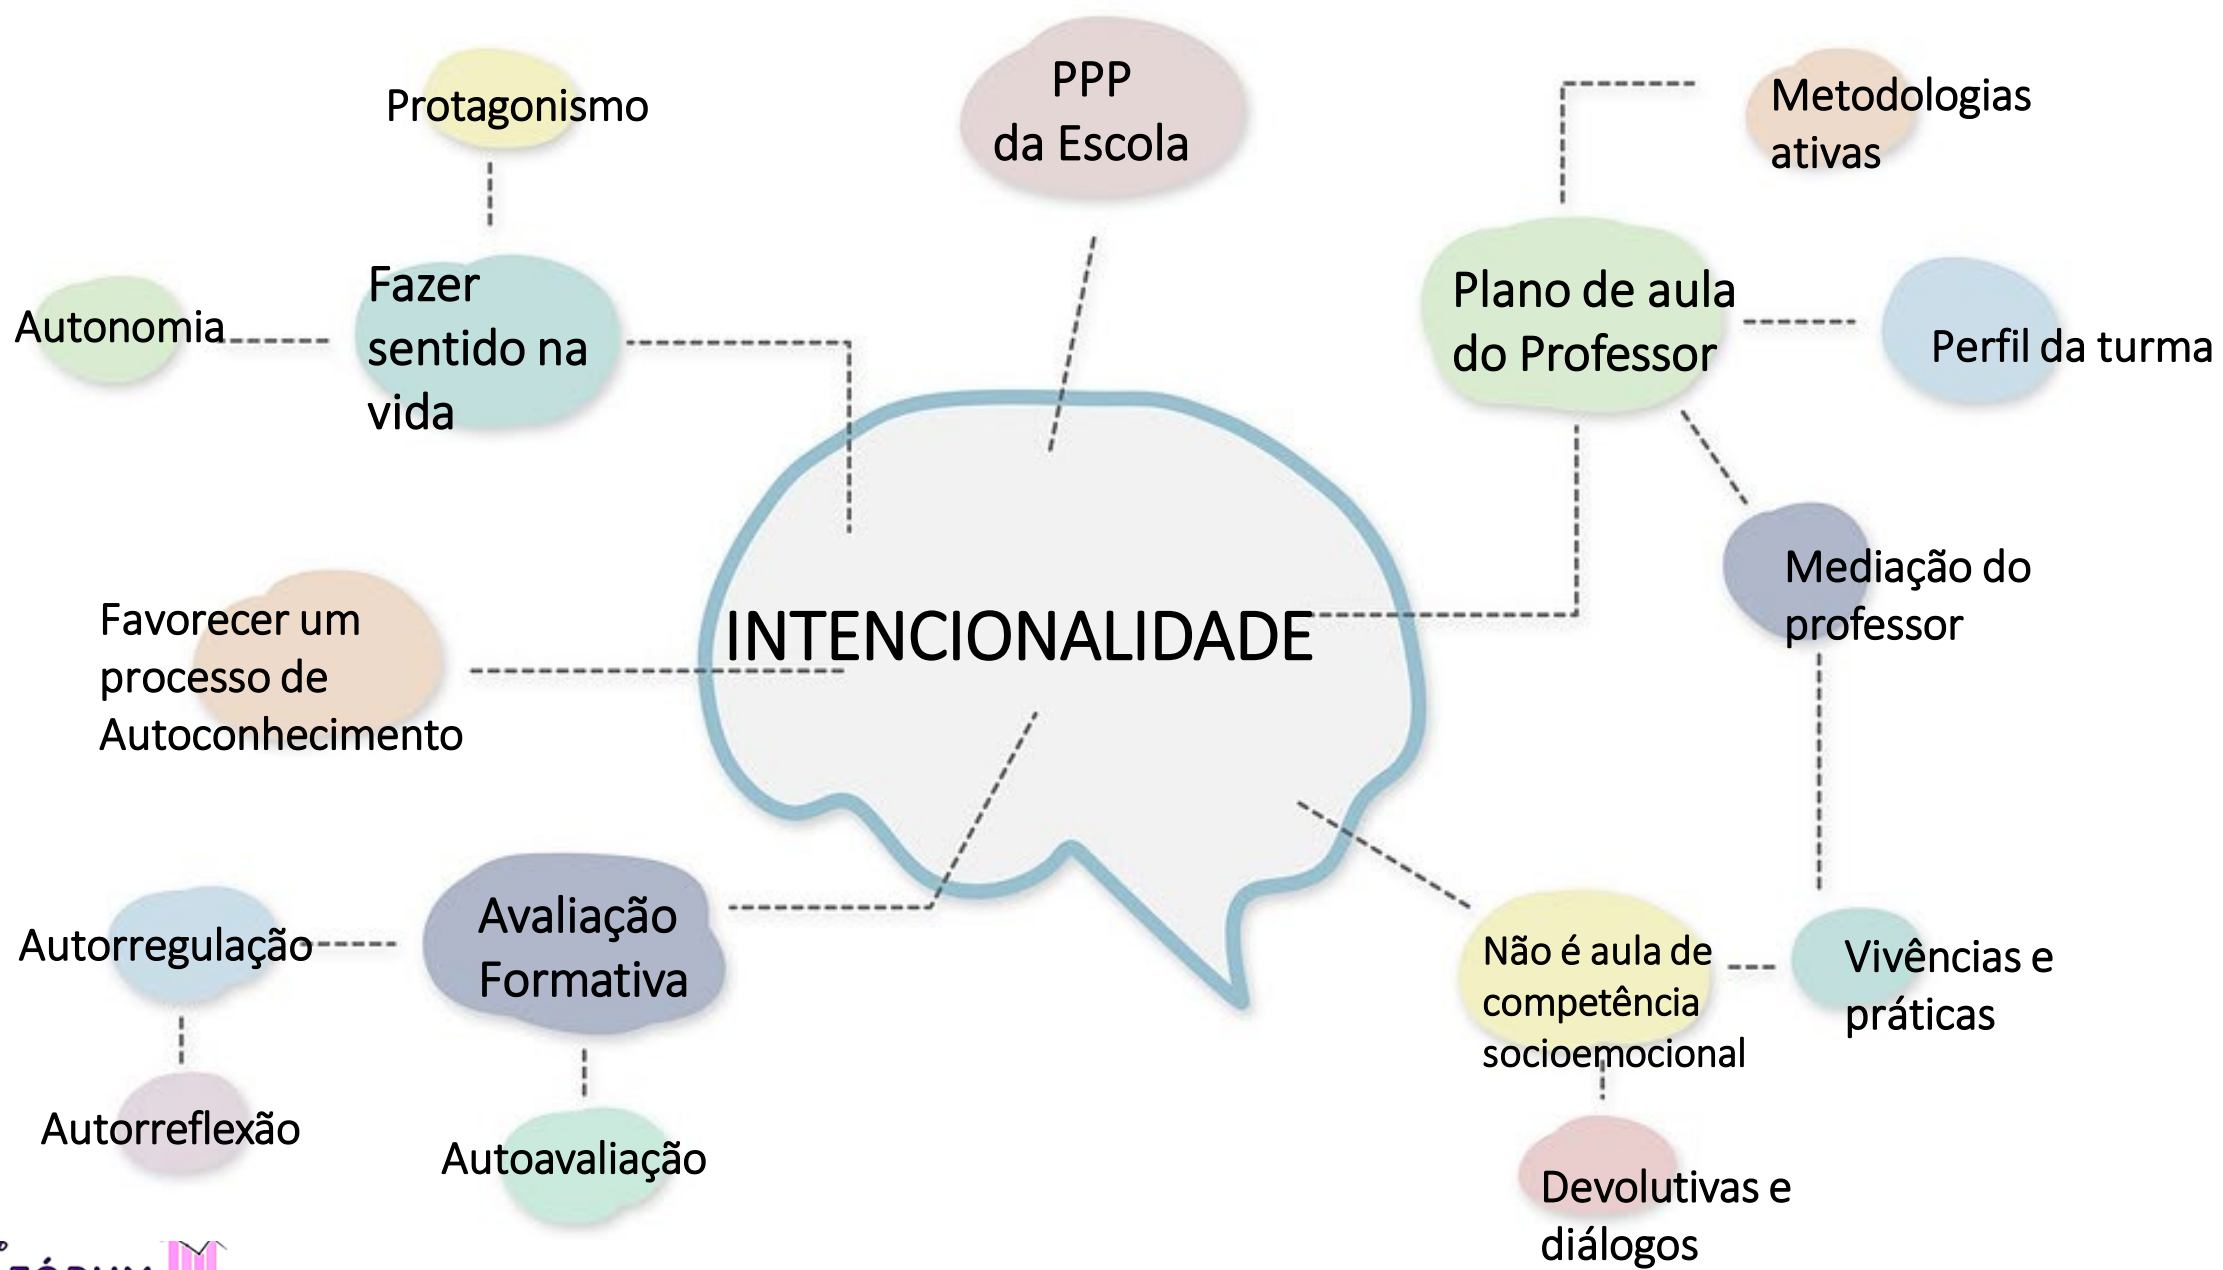 PPP
da Escola
Protagonismo
Metodologias
ativas
Autonomia
Fazer
sentido na
vida
Plano de aula
do Professor
Perfil da turma
Mediação do
professor
Favorecer um
processo de
Autoconhecimento
INTENCIONALIDADE
Autorregulação
Avaliação
Formativa
Não é aula de
competência
socioemocional
Vivências e
práticas
Autorreflexão
Autoavaliação
Devolutivas e
diálogos
FÓRUM